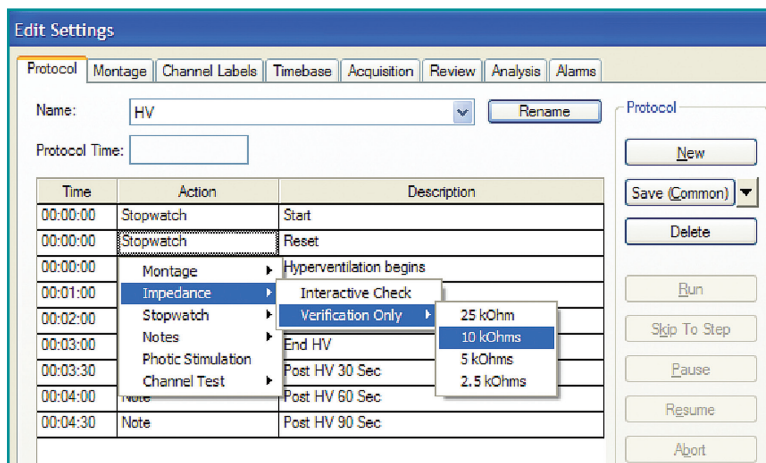 Edit Settings
Protocol Montage Channel Labels Timebase Acquisition Review Analysis Alarms
Name: HV Rename
Protocol Time:
Time Action Description
00:00:00 Stopwatch Start
00:00:00 Stopwatch Reset
00:00:00 Hyperventilation begins
00:01:00
00:02:00
00:03:00 End HV
00:03:30 Post HV 30 Sec
00:04:00 Note Post HV 60 Sec
00:04:30 Note Post HV 90 Sec
Montage
Impedance
Stopwatch
Notes
Photic Stimulation
Channel Test
Interactive Check
Verification Only
25 kOhm
10 kOhms
5 kOhms
2.5 kOhms
Protocol
New
Save (Common)
Delete
Run
Skip To Step
Pause
Resume
Abort